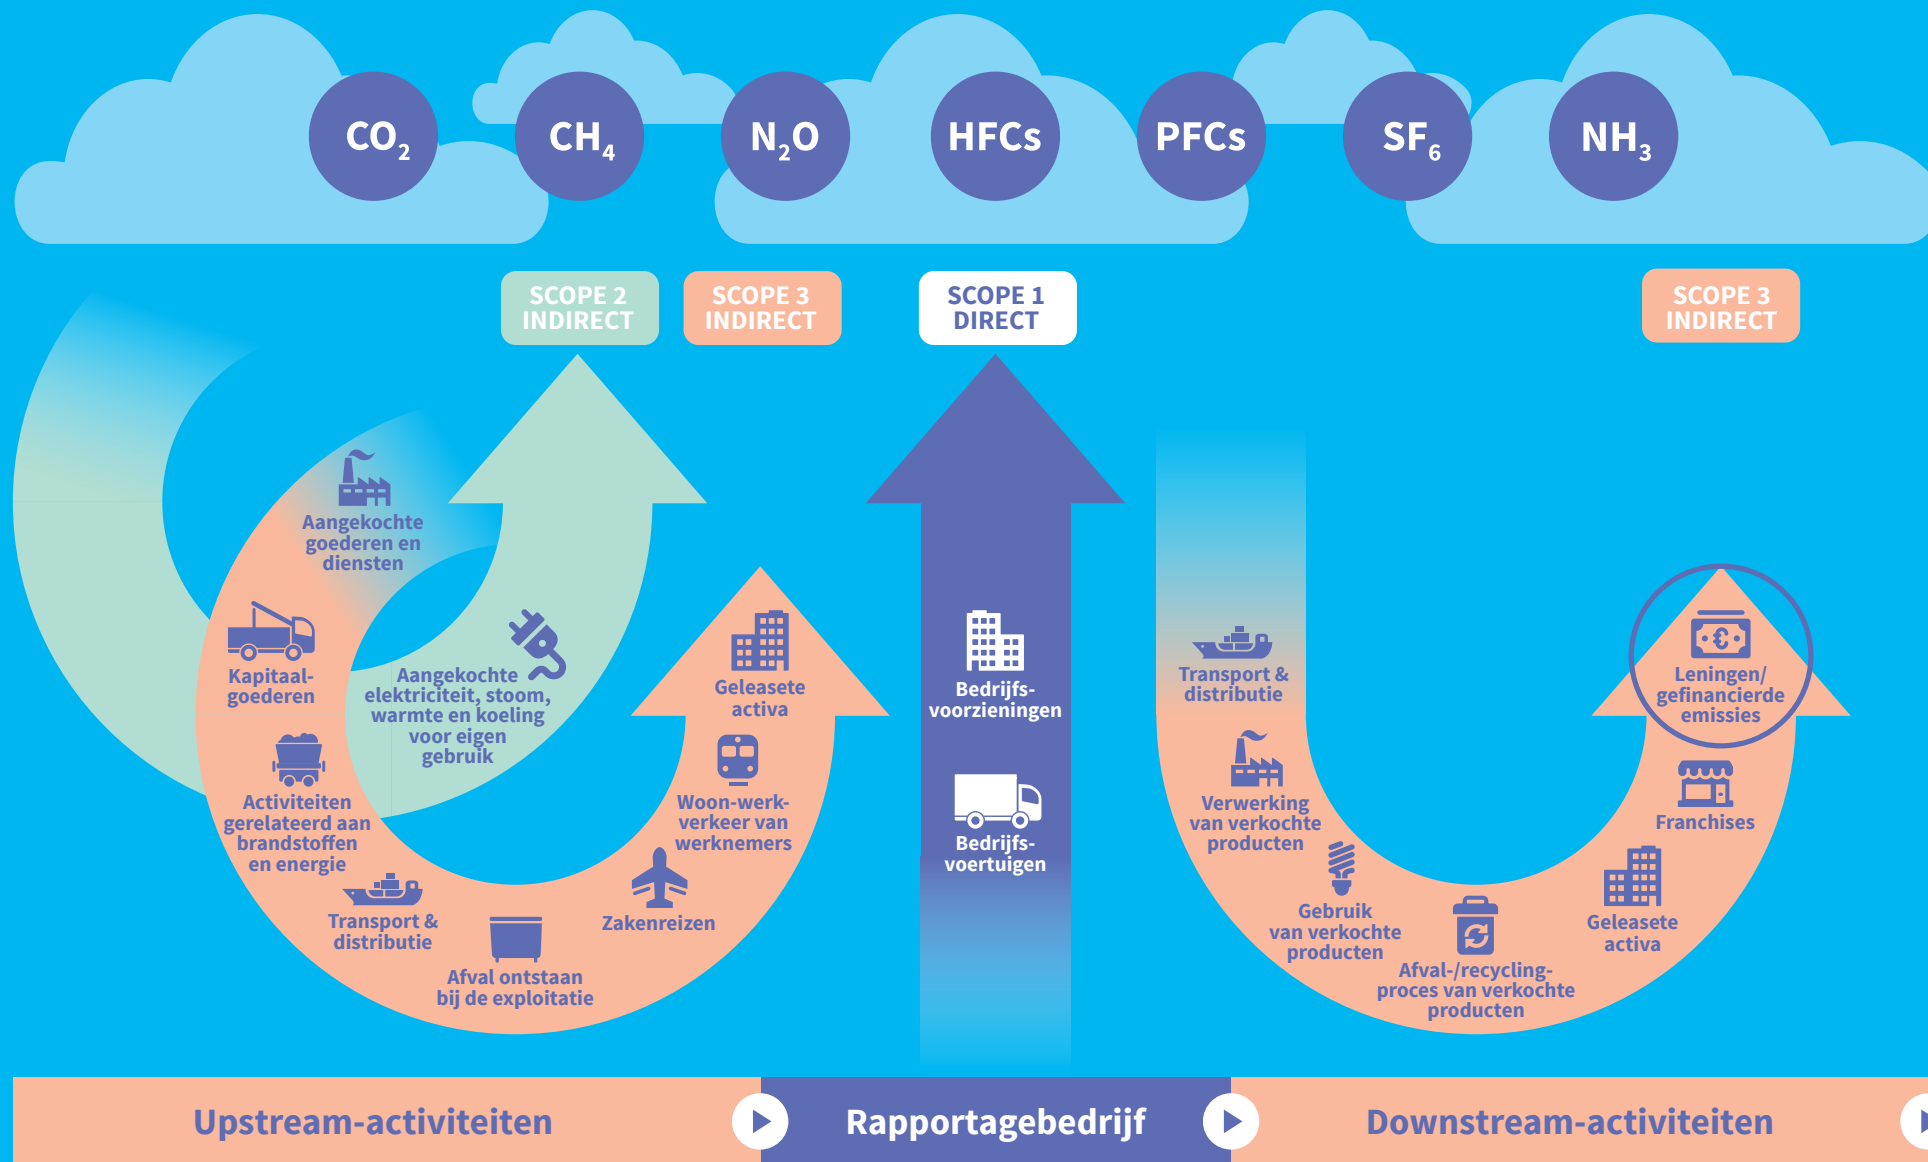 CO₂
CH₄
N₂O
HFCs
PFCs
SF₆
NH₃
SCOPE 2
INDIRECT
SCOPE 3
INDIRECT
SCOPE 1
DIRECT
SCOPE 3
INDIRECT
Aangekochte
goederen en
diensten
Kapitaal-
goederen
Activiteiten
gerelateerd aan
brandstoffen
en energie
Transport &
distributie
Afval ontstaan
bij de exploitatie
Zakenreizen
Woon-werk-
verkeer van
werknemers
Geleasete
activa
Aangekochte
elektriciteit, stoom,
warmte en koeling
voor eigen
gebruik
Bedrijfs-
voorzieningen
Bedrijfs-
voertuigen
Transport &
distributie
Verwerking
van verkochte
producten
Gebruik
van verkochte
producten
Afval-/recycling-
proces van verkochte
producten
Geleasete
activa
Franchises
€
Leningen/
gefinancierde
emissies
Upstream-activiteiten
Rapportagebedrijf
Downstream-activiteiten